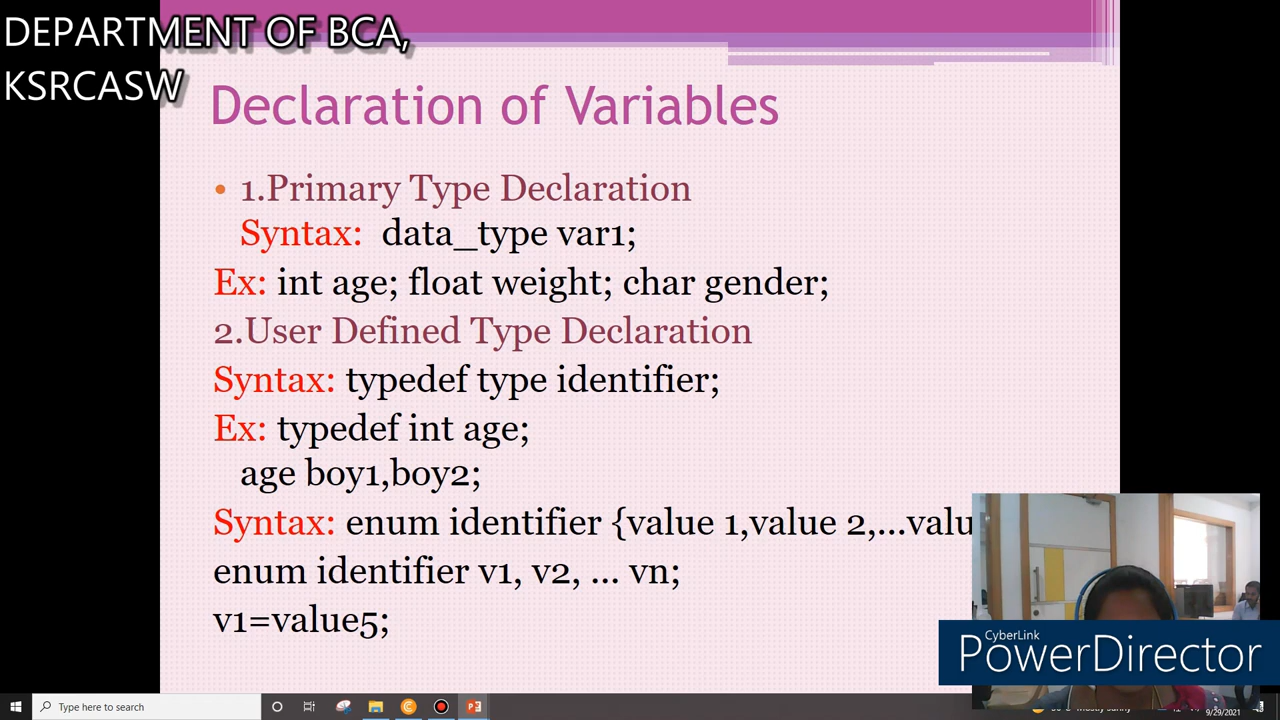 DEPARTMENT OF BCA,
KSRCASW
Declaration of Variables
• 1.Primary Type Declaration
Syntax: data_type var1;
Ex: int age; float weight; char gender;
2.User Defined Type Declaration
Syntax: typedef type identifier;
Ex: typedef int age;
age boy1,boy2;
Syntax: enum identifier {value 1,value 2,...valu
enum identifier v1, v2, ... vn;
v1=value5;
CyberLink
PowerDirector
Type here to search
9/29/2021